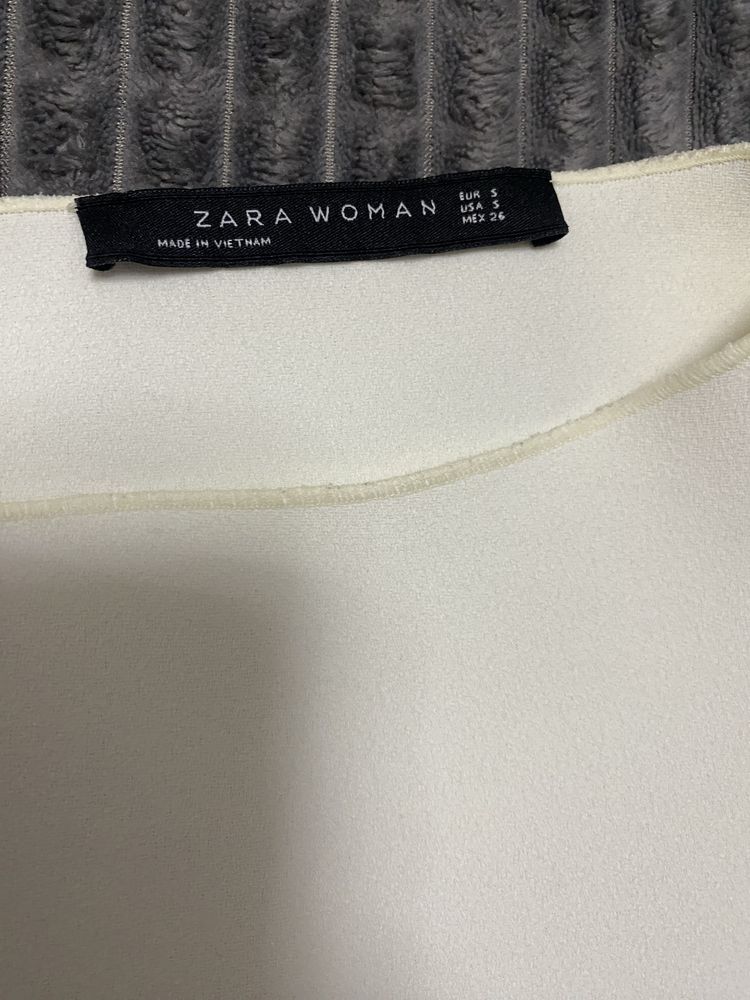 ZARA WOMAN
MADE IN VIETNAM
EUR S
USA S
MEX 26